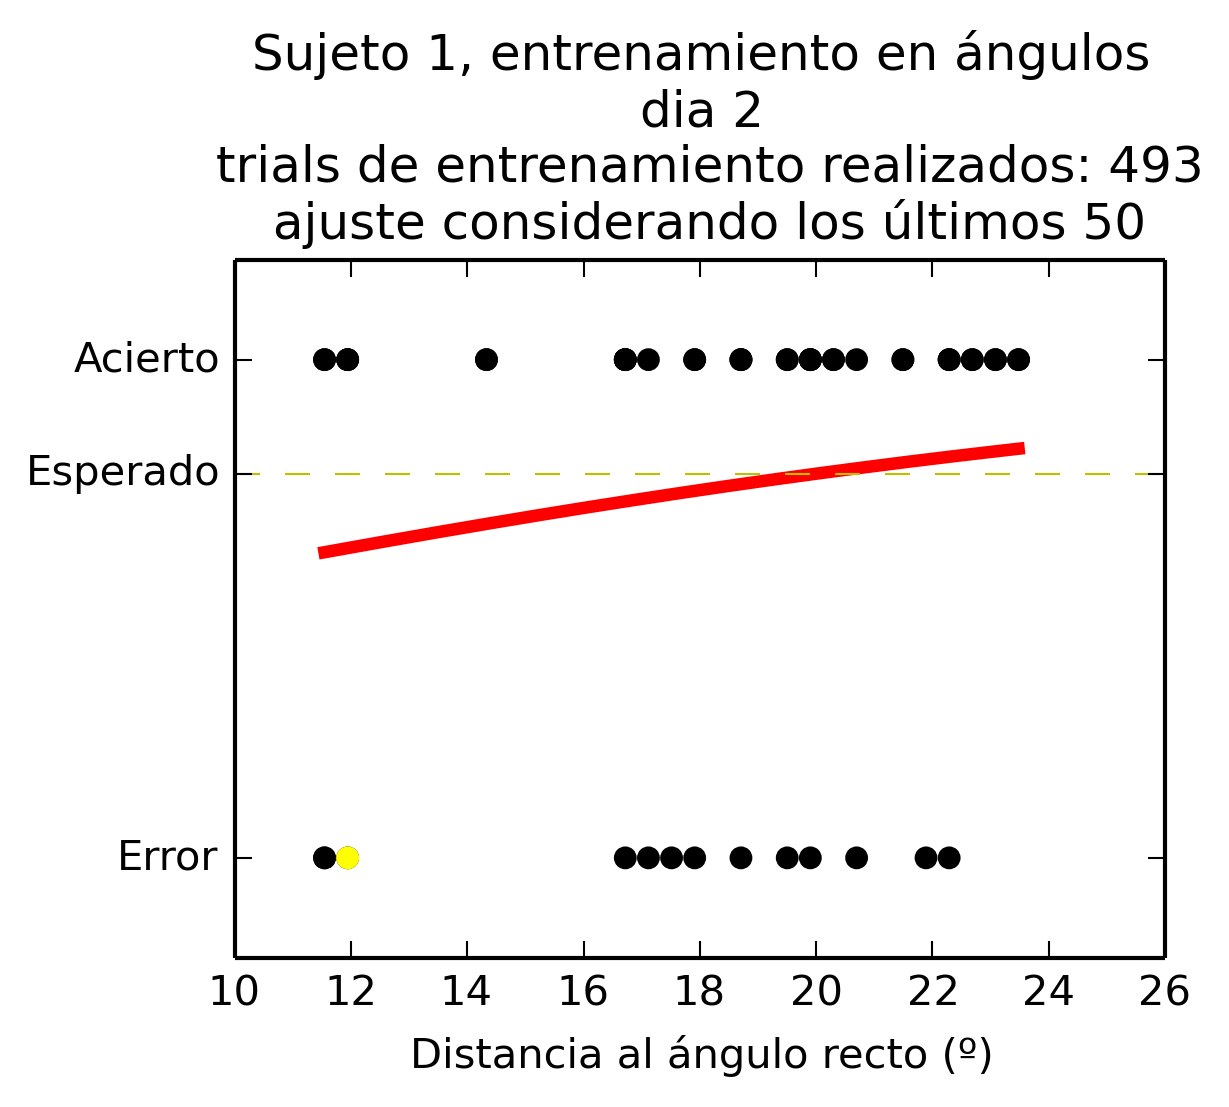 Sujeto 1, entrenamiento en ángulos
dia 2
trials de entrenamiento realizados: 493
ajuste considerando los últimos 50
Acierto
Esperado
Error
10 12 14 16 18 20 22 24 26
Distancia al ángulo recto (º)